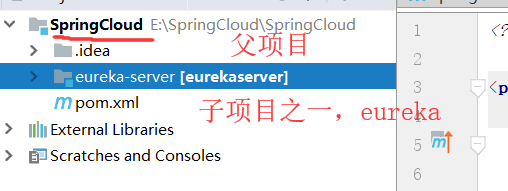 SpringCloud E:\SpringCloud\SpringCloud
父项目
.idea
eureka-server [eurekaserver]
子项目之一，eureka
m pom.xml
External Libraries
Scratches and Consoles
1 <?
2
3 <p
4
5 m